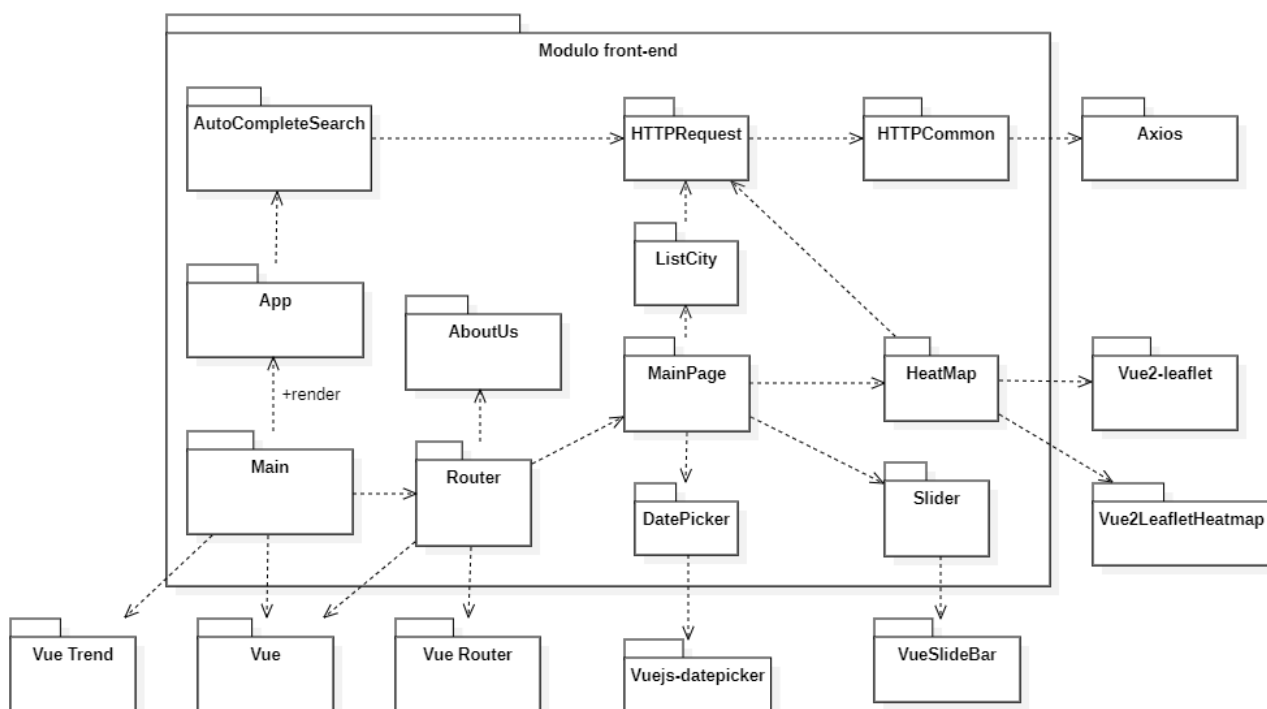 Modulo front-end
AutoCompleteSearch
HTTPRequest
HTTPCommon
Axios
ListCity
App
AboutUs
MainPage
HeatMap
Vue2-leaflet
+render
Main
Router
DatePicker
Slider
Vue2LeafletHeatmap
Vue Trend
Vue
Vue Router
Vuejs-datepicker
VueSlideBar